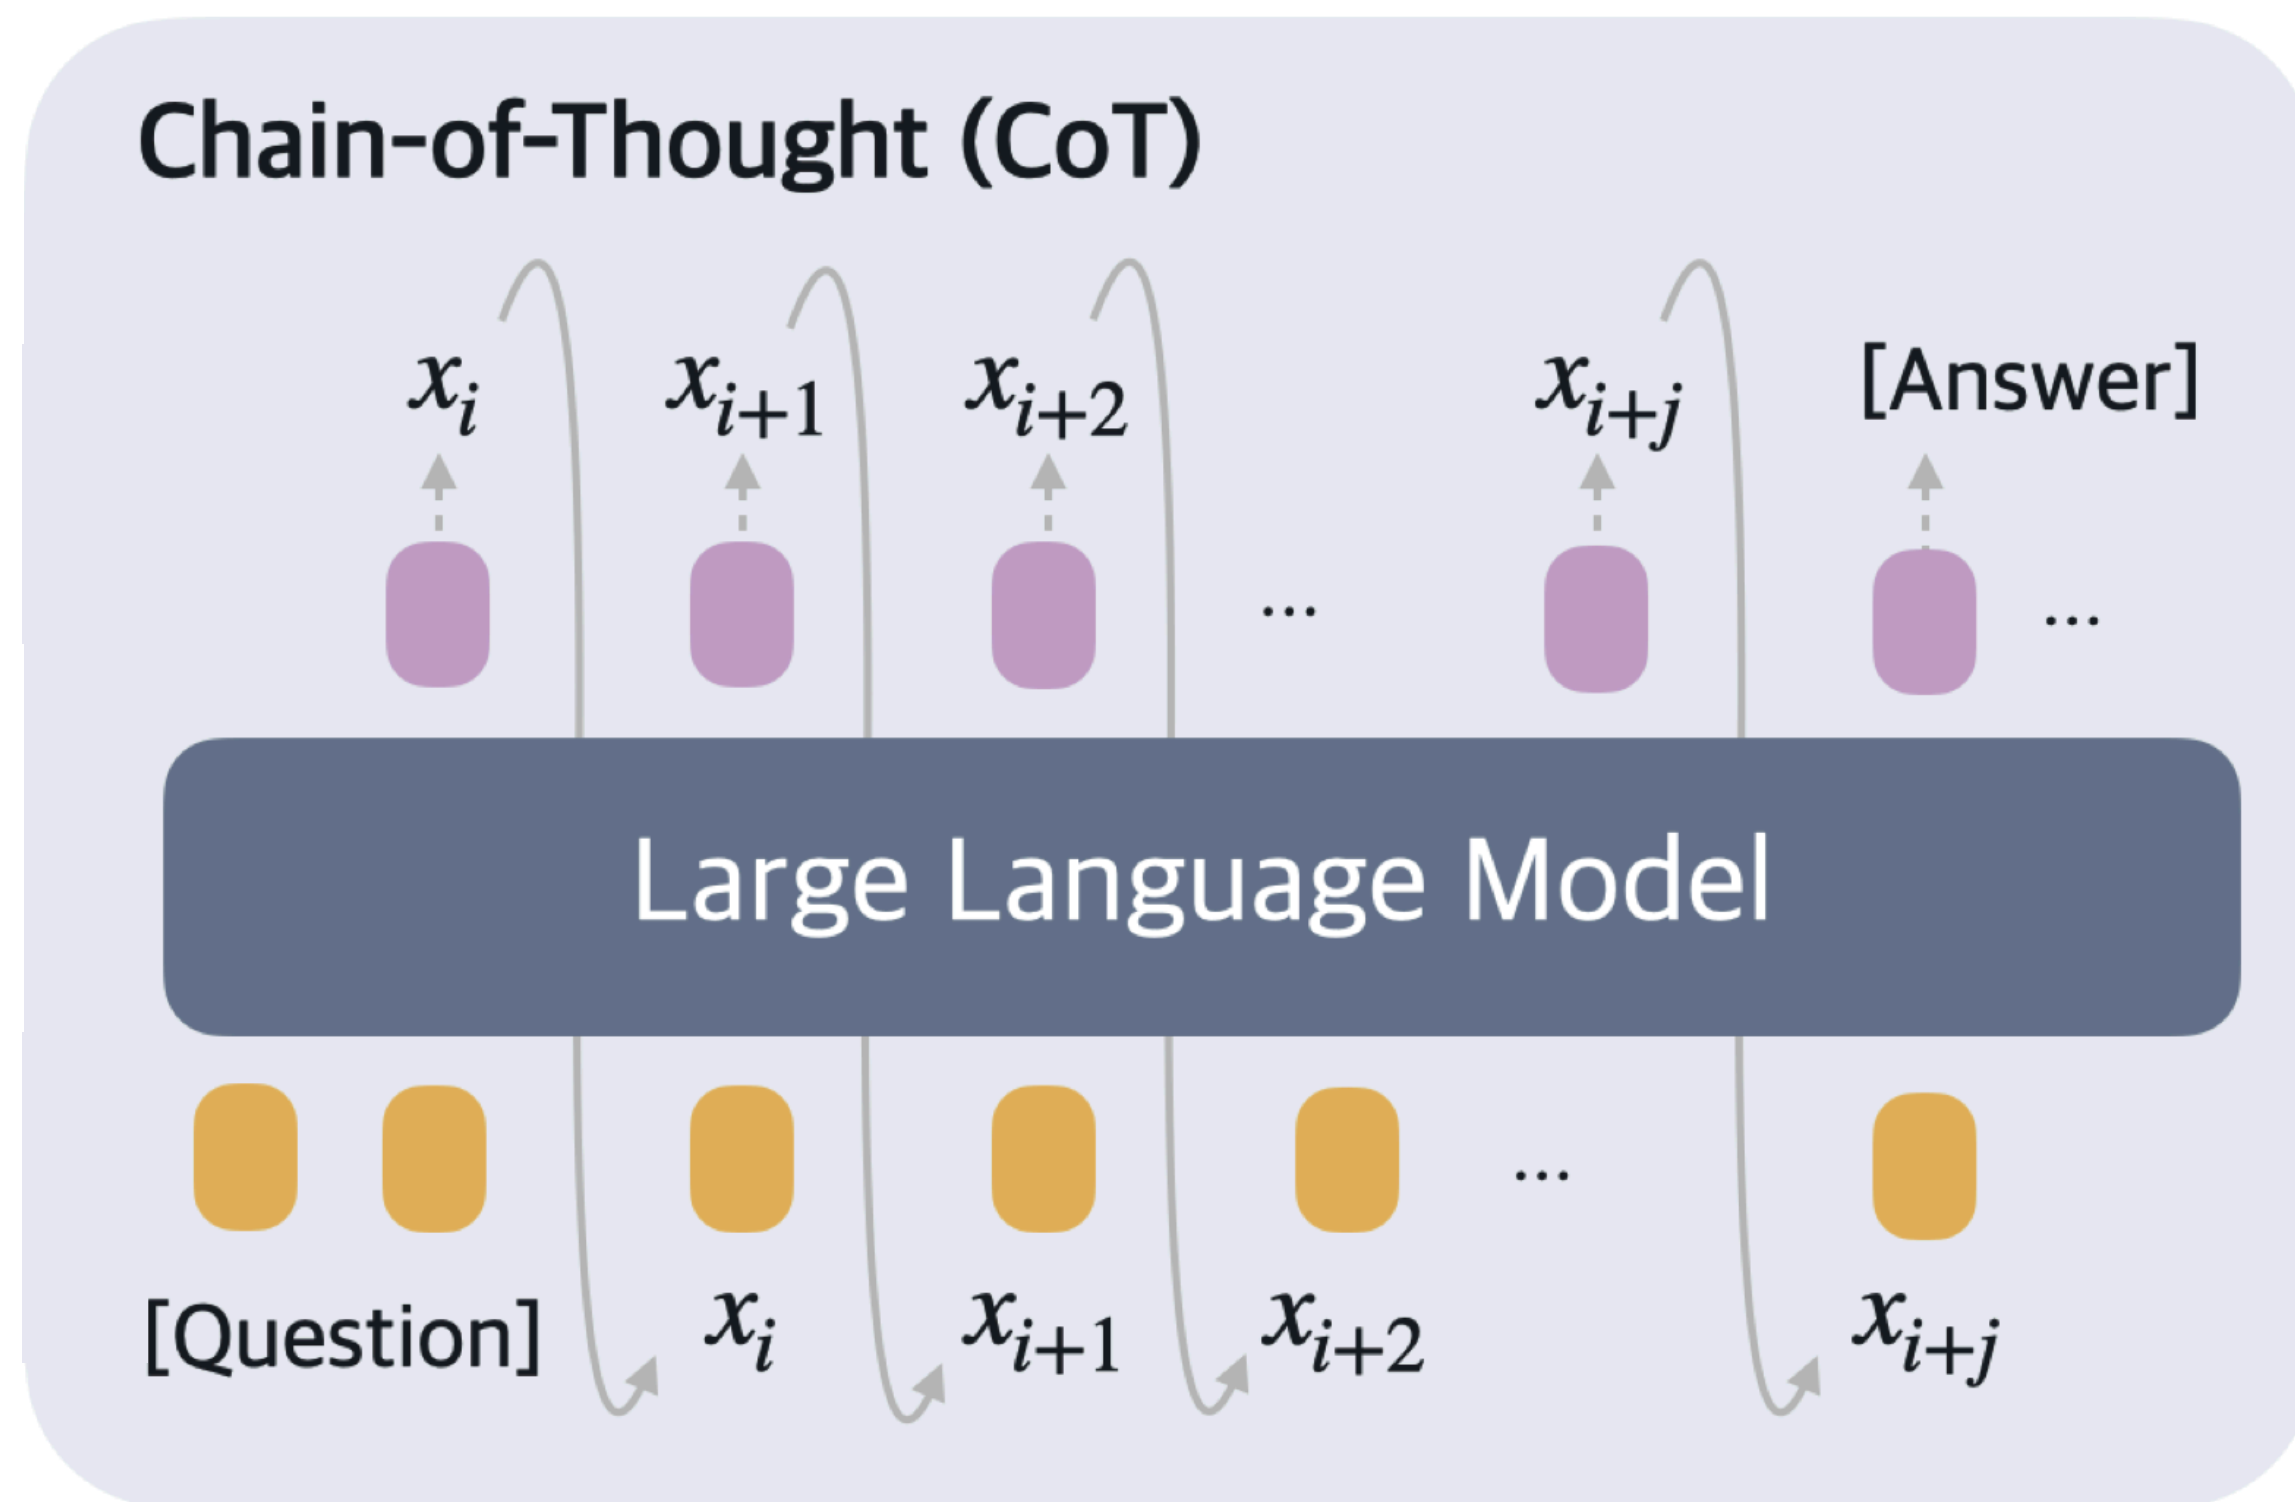 Chain-of-Thought (CoT)
x_i x_{i+1} x_{i+2} x_{i+j} [Answer]
... ...
Large Language Model
...
[Question] x_i x_{i+1} x_{i+2} x_{i+j}